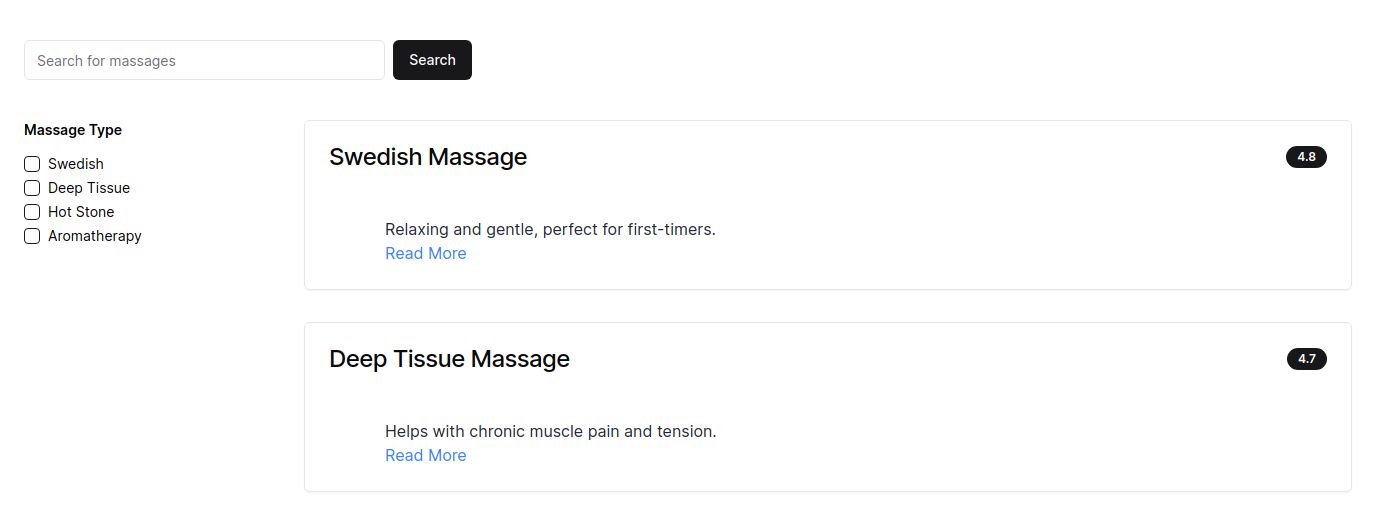 Search for massages
Search
Massage Type
Swedish
Deep Tissue
Hot Stone
Aromatherapy
Swedish Massage
4.8
Relaxing and gentle, perfect for first-timers.
Read More
Deep Tissue Massage
4.7
Helps with chronic muscle pain and tension.
Read More